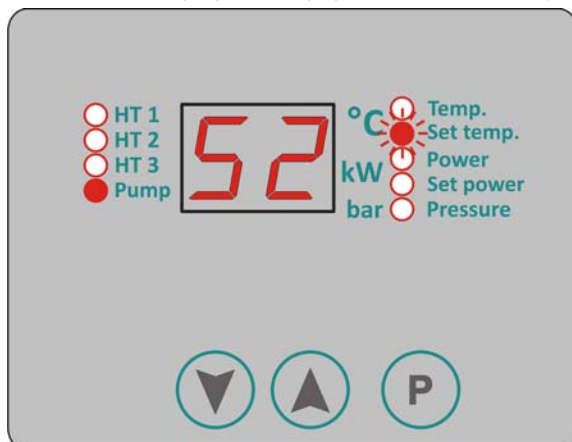 HT 1
HT 2
HT 3
Pump
52
°C
kW
bar
Temp.
Set temp.
Power
Set power
Pressure
P